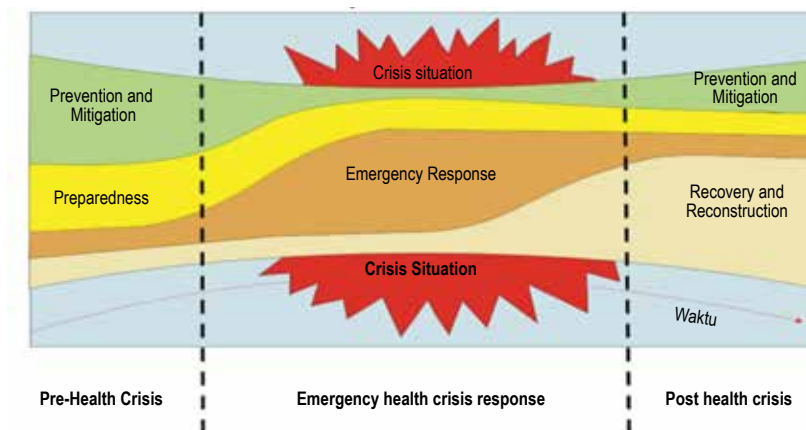 Crisis situation
Prevention and
Mitigation
Prevention and
Mitigation
Preparedness
Emergency Response
Recovery and
Reconstruction
Crisis Situation
Waktu
Pre-Health Crisis
Emergency health crisis response
Post health crisis